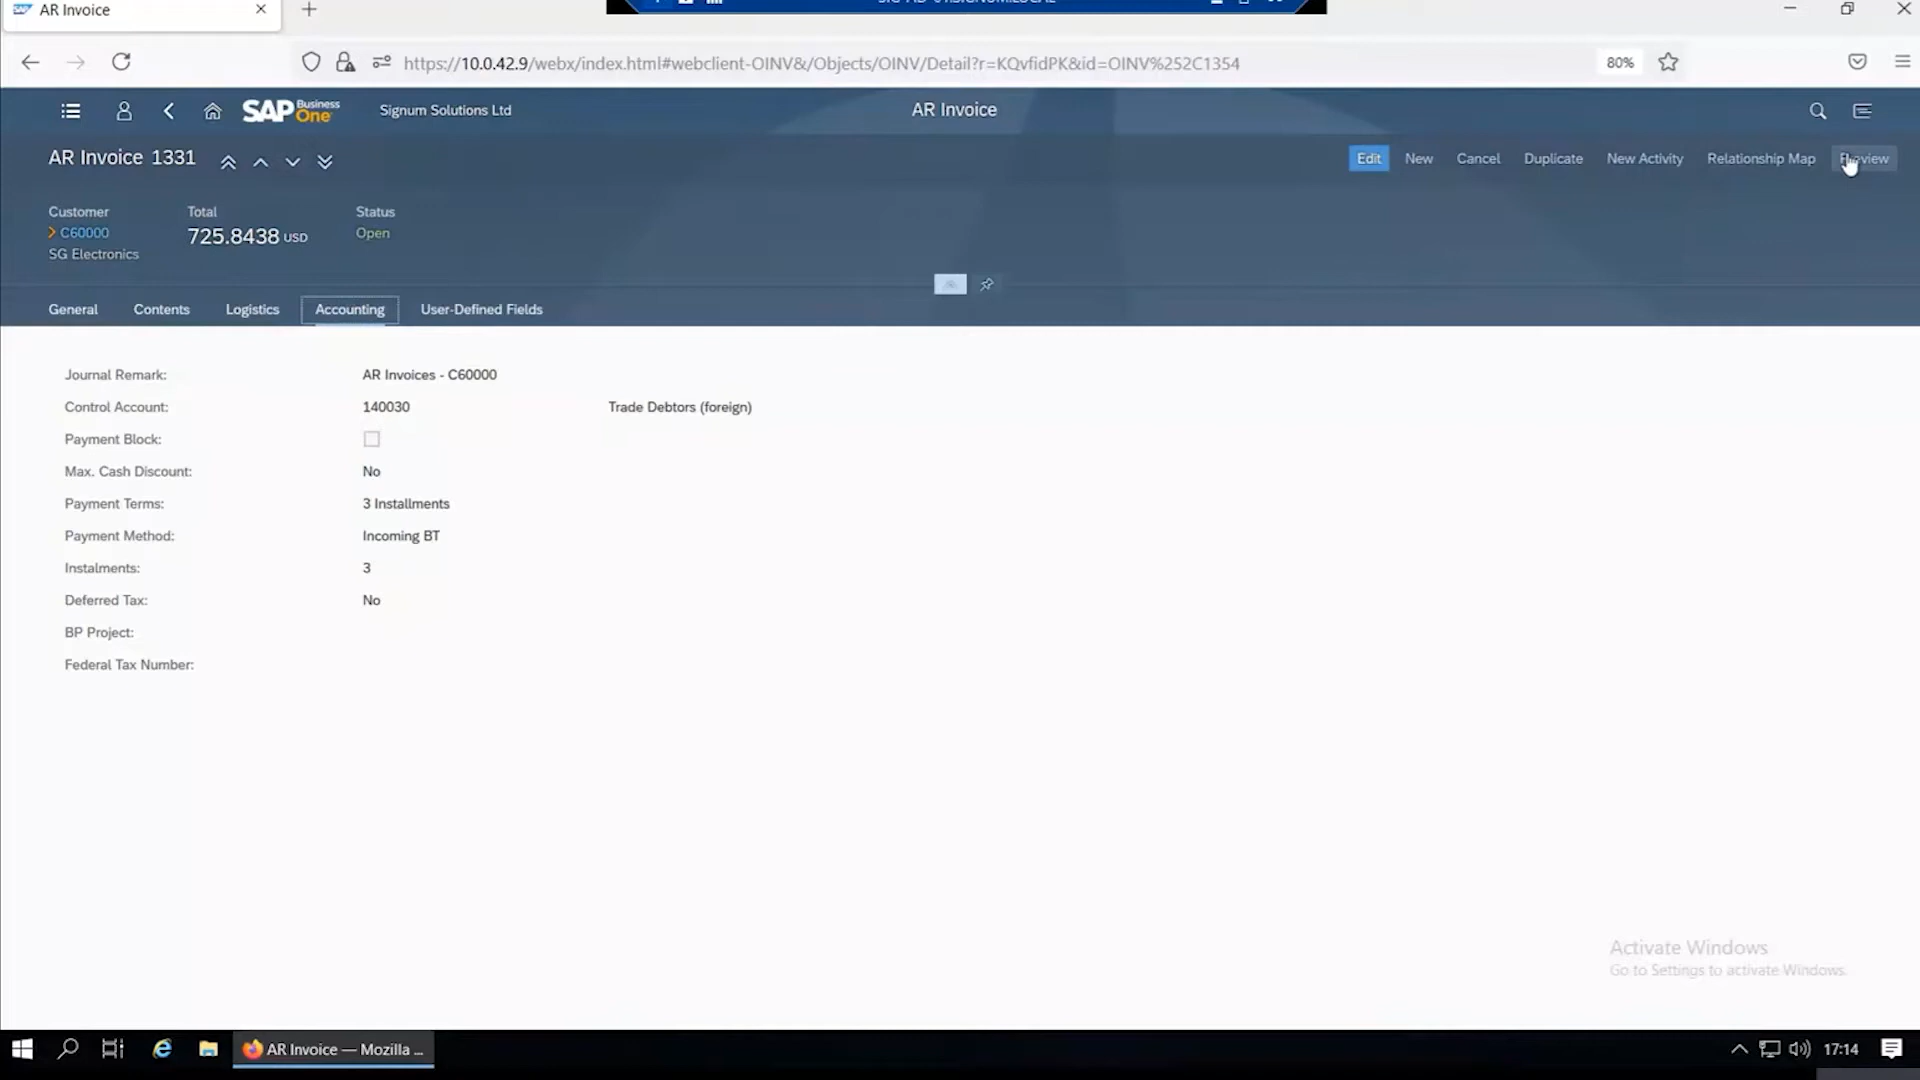 AR Invoice
https://10.0.42.9/webx/index.html#webclient-OINV&/Objects/OINV/Detail?r=KQvfidPK&id=OINV%252C1354
80%
SAP Business One
Signum Solutions Ltd
AR Invoice
AR Invoice 1331
Edit
New
Cancel
Duplicate
New Activity
Relationship Map
Preview
Customer
Total
Status
C60000
725.8438 USD
Open
SG Electronics
General
Contents
Logistics
Accounting
User-Defined Fields
Journal Remark: AR Invoices - C60000
Control Account: 140030 Trade Debtors (foreign)
Payment Block:
Max. Cash Discount: No
Payment Terms: 3 Installments
Payment Method: Incoming BT
Instalments: 3
Deferred Tax: No
BP Project:
Federal Tax Number:
Activate Windows
Go to Settings to activate Windows.
AR Invoice — Mozilla ...
17:14